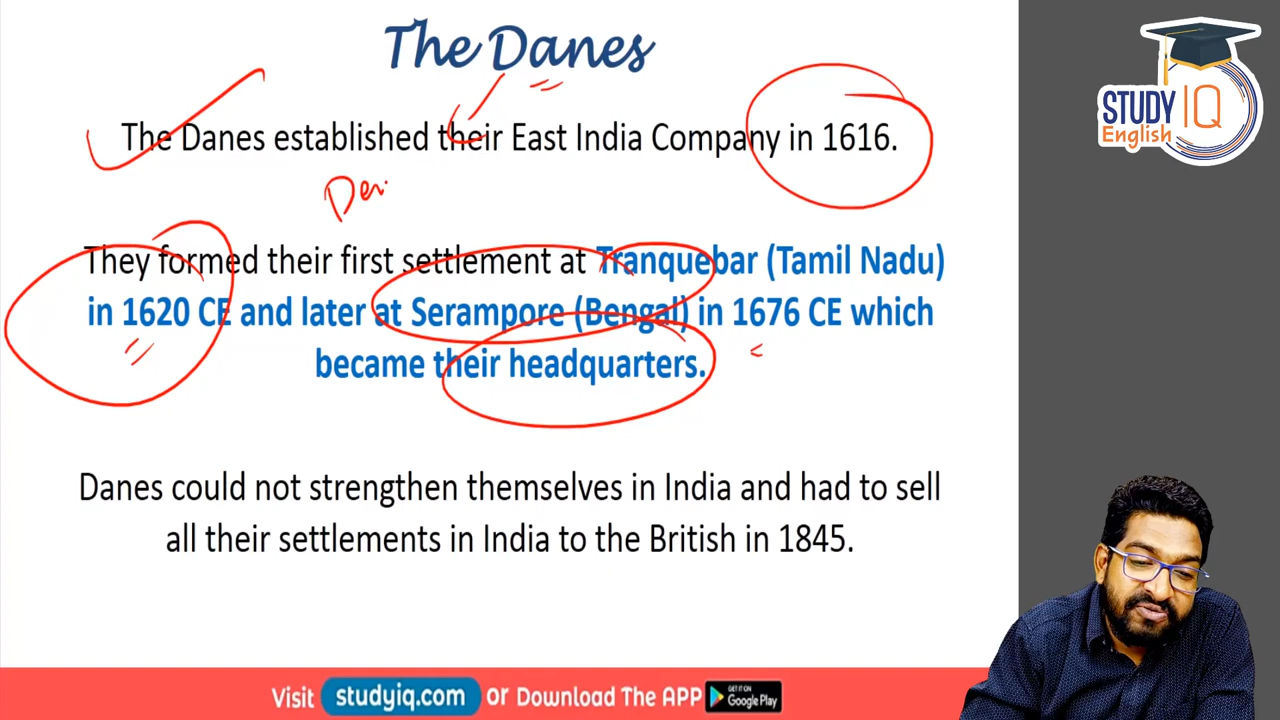 The Danes
STUDY IQ
English
The Danes established their East India Company in 1616.
They formed their first settlement at Tranquebar (Tamil Nadu)
in 1620 CE and later at Serampore (Bengal) in 1676 CE which
became their headquarters.
Danes could not strengthen themselves in India and had to sell
all their settlements in India to the British in 1845.
Visit studyiq.com or Download The APP GET IT ON Google Play